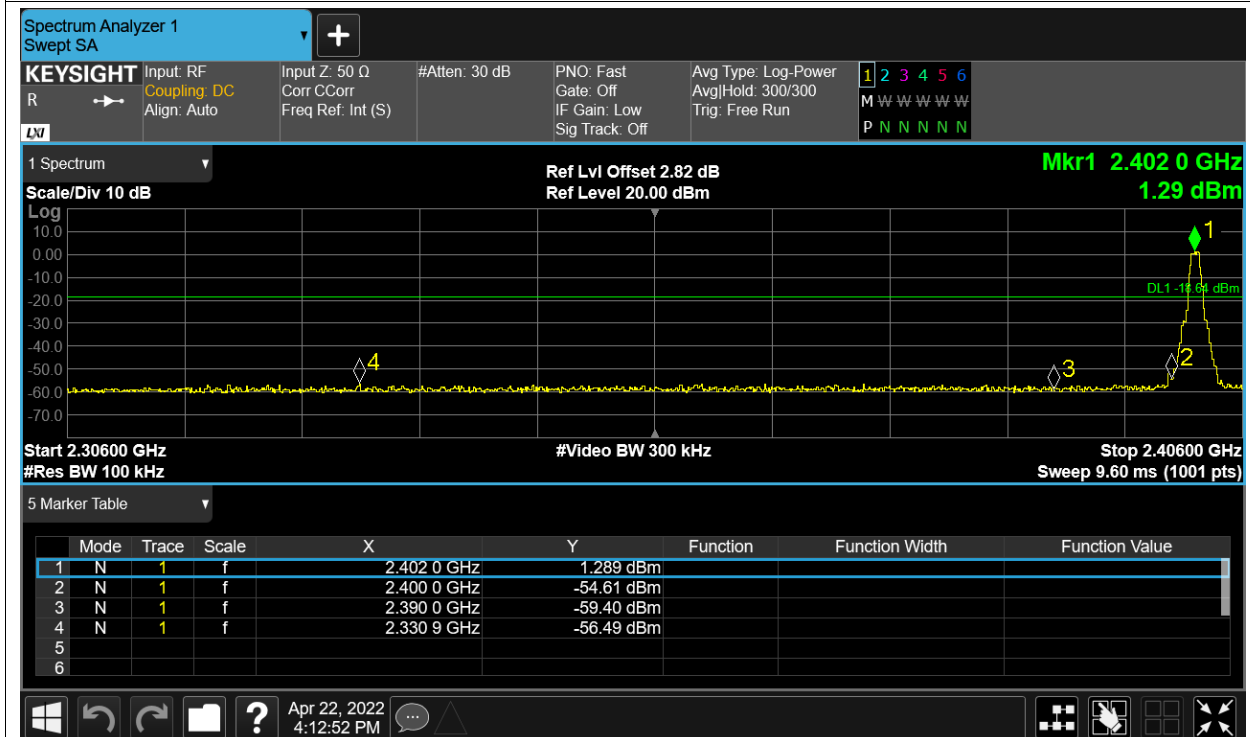 Spectrum Analyzer 1
Swept SA
+
KEYSIGHT Input: RF Input Z: 50 Ω #Atten: 30 dB PNO: Fast Avg Type: Log-Power 1 2 3 4 5 6
R Coupling: DC Corr CCorr Gate: Off Avg|Hold: 300/300 M W W W W W W
Align: Auto Freq Ref: Int (S) IF Gain: Low Trig: Free Run
LXI Sig Track: Off P N N N N N N
1 Spectrum Ref Lvl Offset 2.82 dB Mkr1 2.402 0 GHz
Scale/Div 10 dB Ref Level 20.00 dBm 1.29 dBm
Log
10.0 1
0.00
-10.0
DL1 -18.64 dBm
-20.0
-30.0
-40.0
4 3 2
-50.0
-60.0
-70.0
Start 2.30600 GHz #Video BW 300 kHz Stop 2.40600 GHz
#Res BW 100 kHz Sweep 9.60 ms (1001 pts)
5 Marker Table
Mode Trace Scale X Y Function Function Width Function Value
1 N 1 f 2.402 0 GHz 1.289 dBm
2 N 1 f 2.400 0 GHz -54.61 dBm
3 N 1 f 2.390 0 GHz -59.40 dBm
4 N 1 f 2.330 9 GHz -56.49 dBm
5
6
? Apr 22, 2022
4:12:52 PM